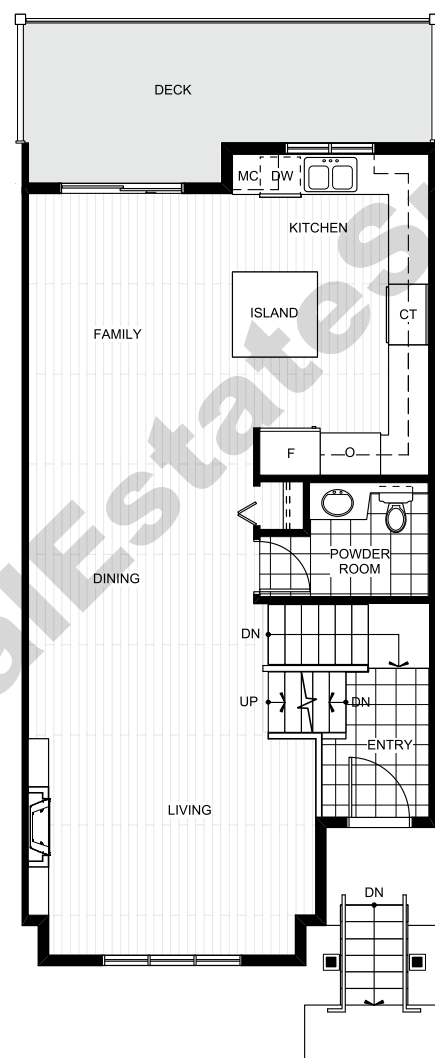 DECK
MC
DW
KITCHEN
ISLAND
CT
FAMILY
F
O
POWDER
ROOM
DINING
DN
UP
DN
ENTRY
LIVING
DN